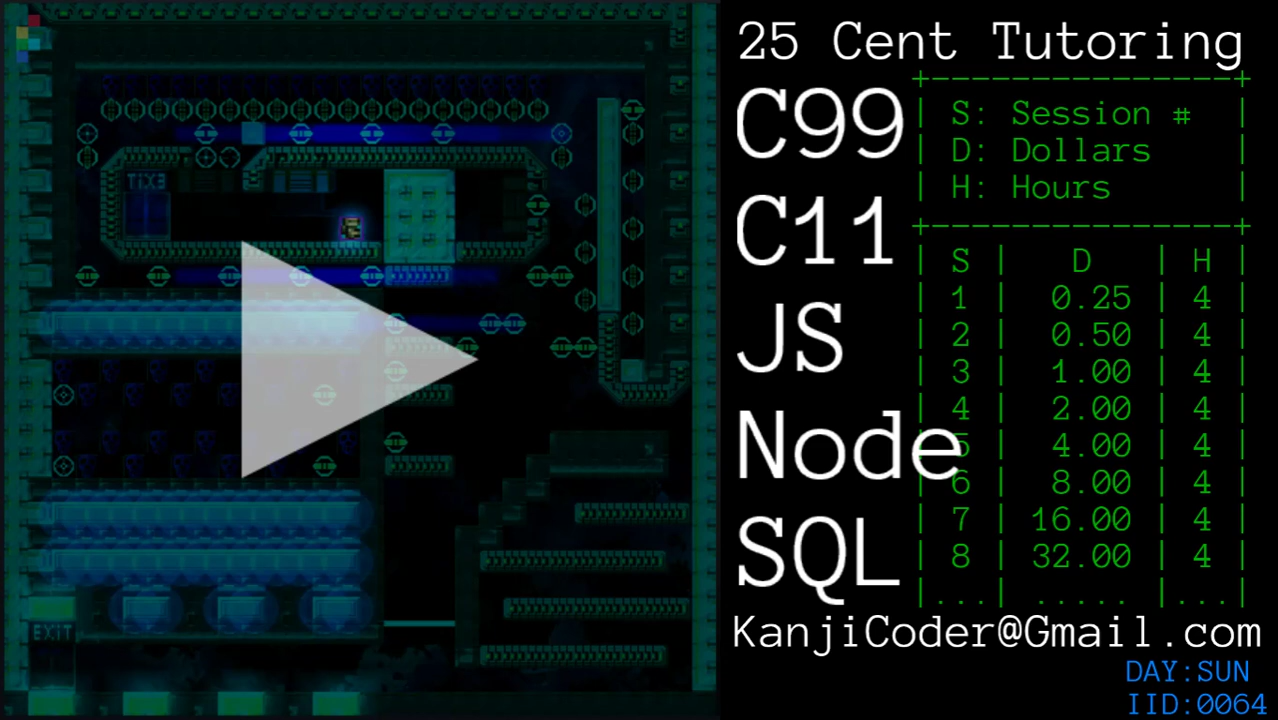 25 Cent Tutoring
C99
C11
JS
Node
SQL
+----------------+
| S: Session # |
| D: Dollars |
| H: Hours |
+----------------+
| S | D | H |
| 1 | 0.25 | 4 |
| 2 | 0.50 | 4 |
| 3 | 1.00 | 4 |
| 4 | 2.00 | 4 |
| 5 | 4.00 | 4 |
| 6 | 8.00 | 4 |
| 7 | 16.00 | 4 |
| 8 | 32.00 | 4 |
|...| ..... |...|
KanjiCoder@Gmail.com
DAY:SUN
IID:0064
TIXE
EXIT